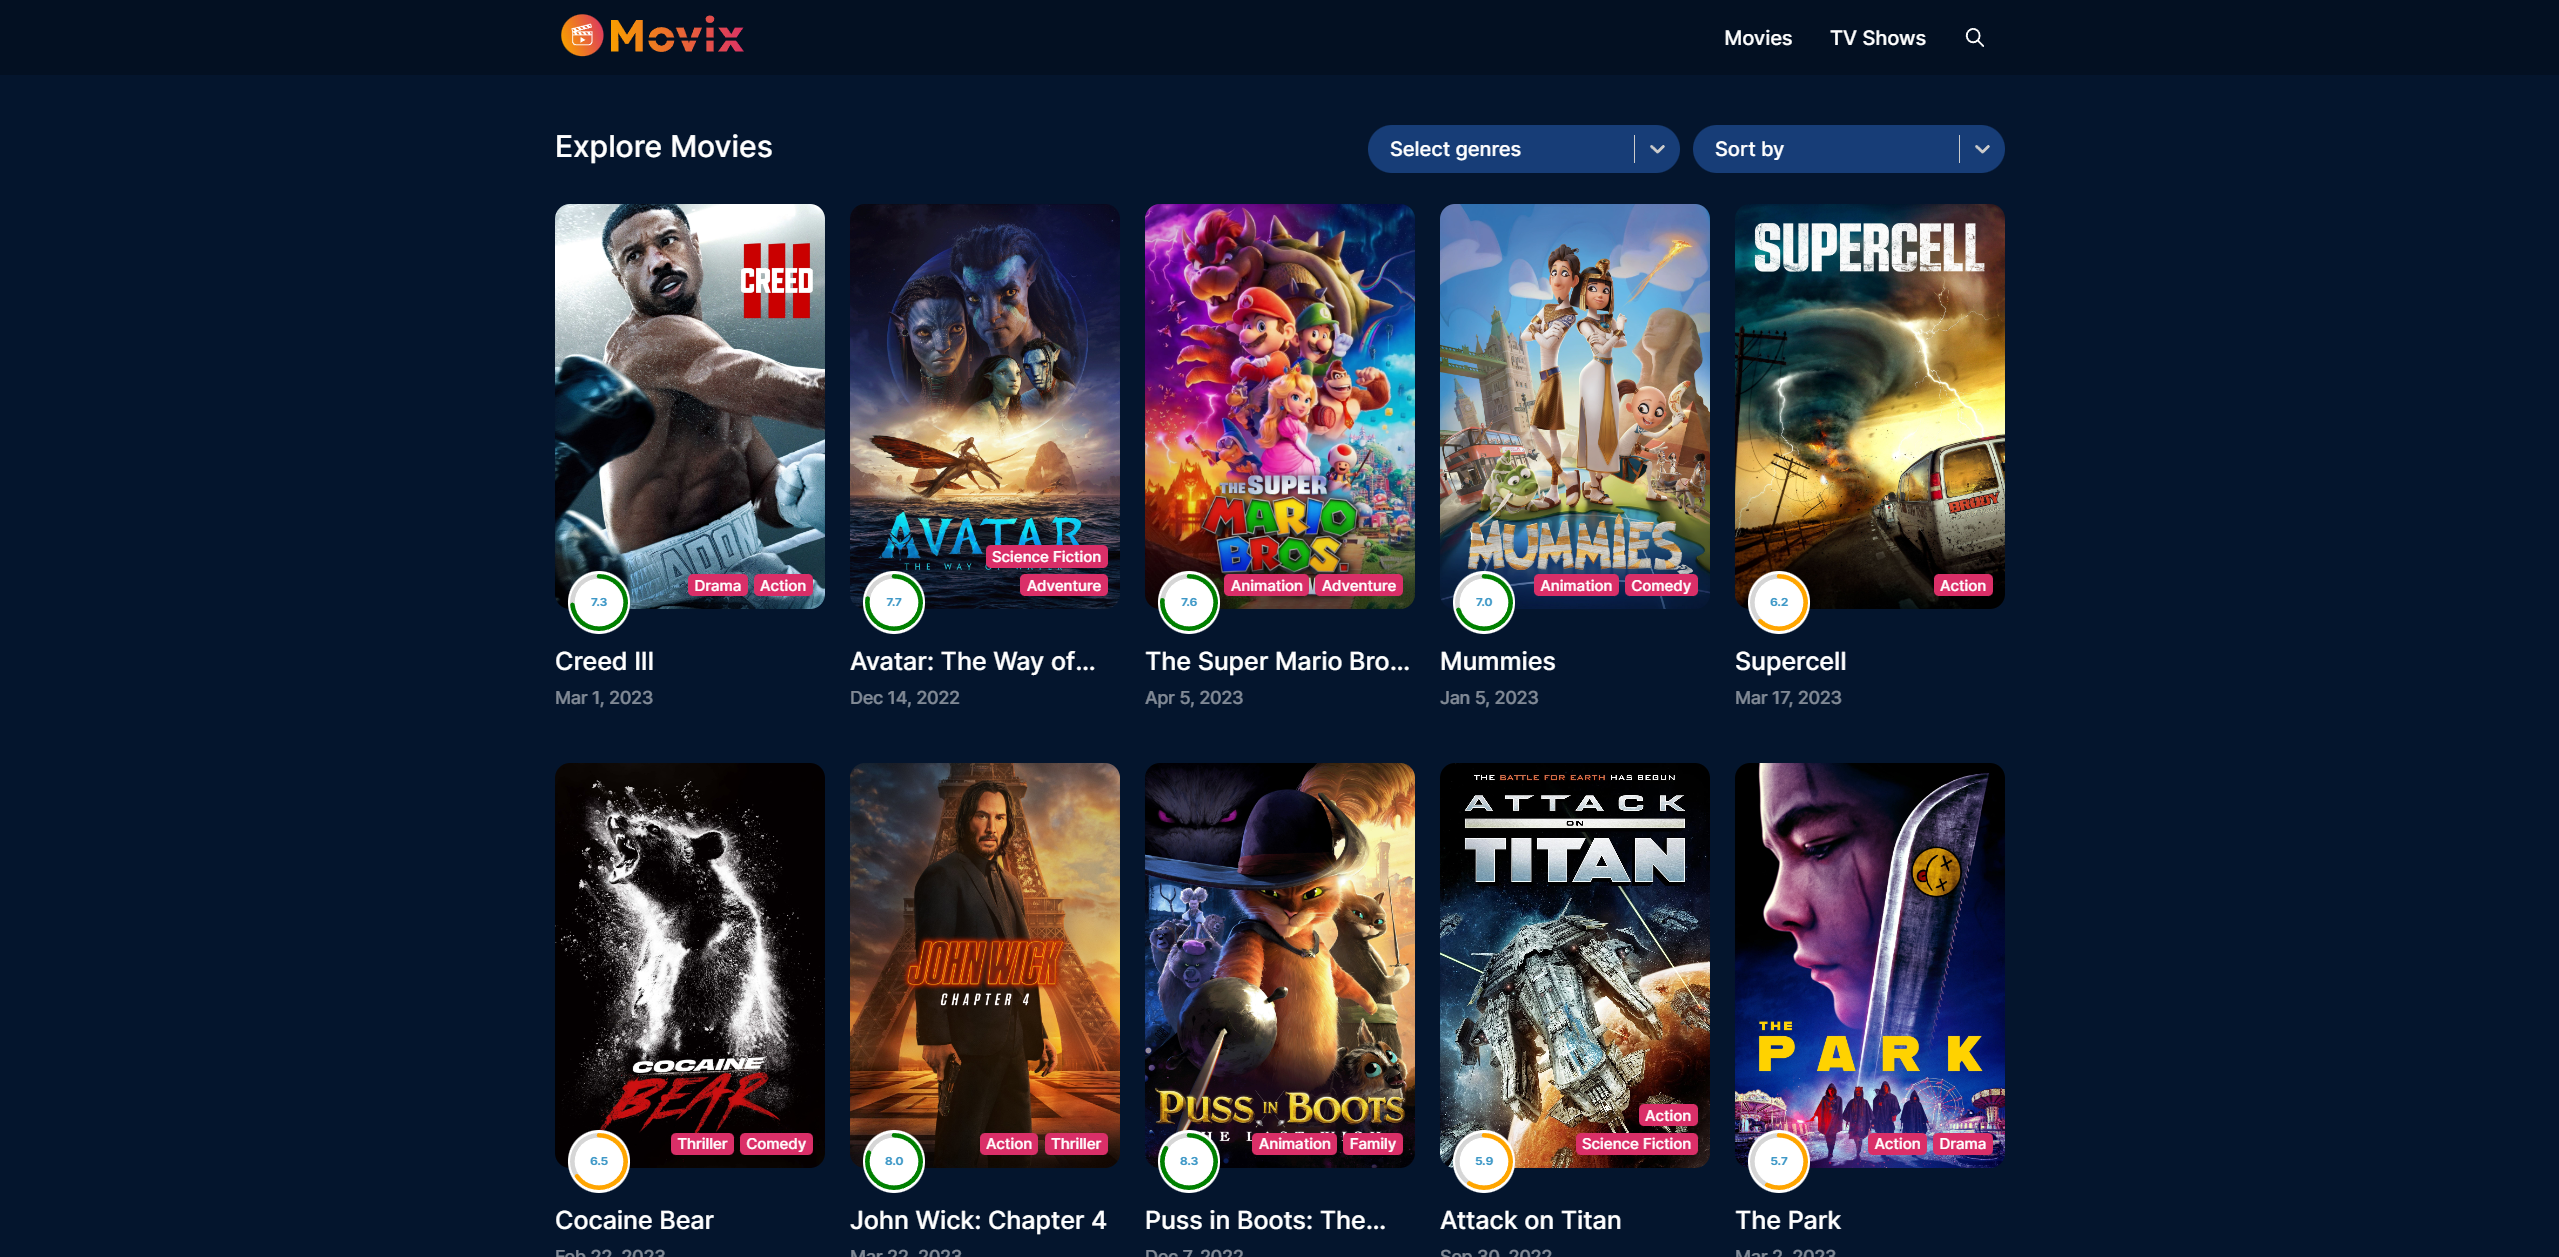 Movix
Movies TV Shows
Explore Movies
Select genres
Sort by
CREED
III
Drama Action
7.3
Creed III
Mar 1, 2023
AVATAR
THE WAY OF WATER
Science Fiction
Adventure
7.7
Avatar: The Way of...
Dec 14, 2022
THE SUPER
MARIO
BROS.
Animation Adventure
7.6
The Super Mario Bro...
Apr 5, 2023
MUMMIES
Animation Comedy
7.0
Mummies
Jan 5, 2023
SUPERCELL
BRODY
Action
6.2
Supercell
Mar 17, 2023
COCAINE
BEAR
Thriller Comedy
6.5
Cocaine Bear
Feb 22, 2023
JOHN WICK
CHAPTER 4
Action Thriller
8.0
John Wick: Chapter 4
Mar 22, 2023
PUSS IN BOOTS
Animation Family
8.3
Puss in Boots: The...
Dec 7, 2022
THE BATTLE FOR EARTH HAS BEGUN
ATTACK
ON
TITAN
Action
Science Fiction
5.9
Attack on Titan
Sep 30, 2022
THE
PARK
Action Drama
5.7
The Park
Mar 2, 2023